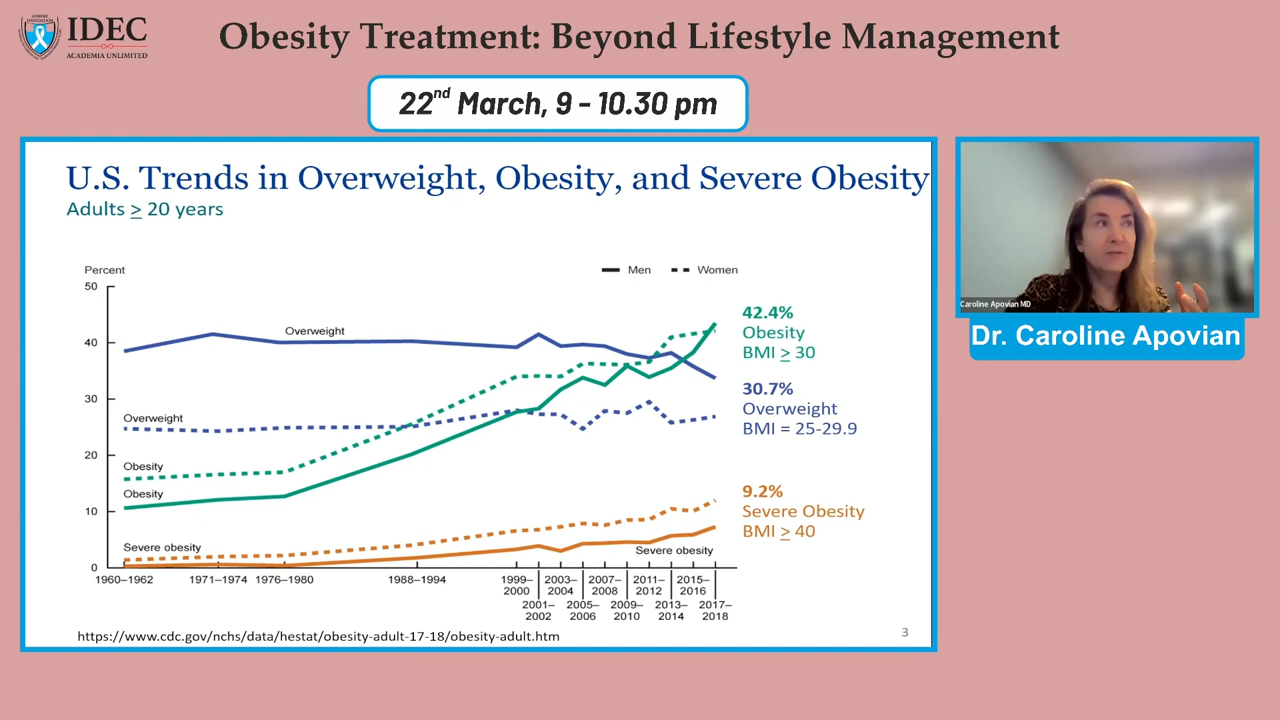 IDEC
ACADEMIA UNLIMITED
Obesity Treatment: Beyond Lifestyle Management
22nd March, 9 - 10.30 pm
U.S. Trends in Overweight, Obesity, and Severe Obesity
Adults ≥ 20 years
Percent
Men
Women
50
40
30
20
10
0
Overweight
Overweight
Obesity
Obesity
Severe obesity
Severe obesity
42.4%
Obesity
BMI ≥ 30
30.7%
Overweight
BMI = 25-29.9
9.2%
Severe Obesity
BMI ≥ 40
1960–1962
1971–1974
1976–1980
1988–1994
1999–
2000
2001–
2002
2003–
2004
2005–
2006
2007–
2008
2009–
2010
2011–
2012
2013–
2014
2015–
2016
2017–
2018
https://www.cdc.gov/nchs/data/hestat/obesity-adult-17-18/obesity-adult.htm
3
Caroline Apovian MD
Dr. Caroline Apovian